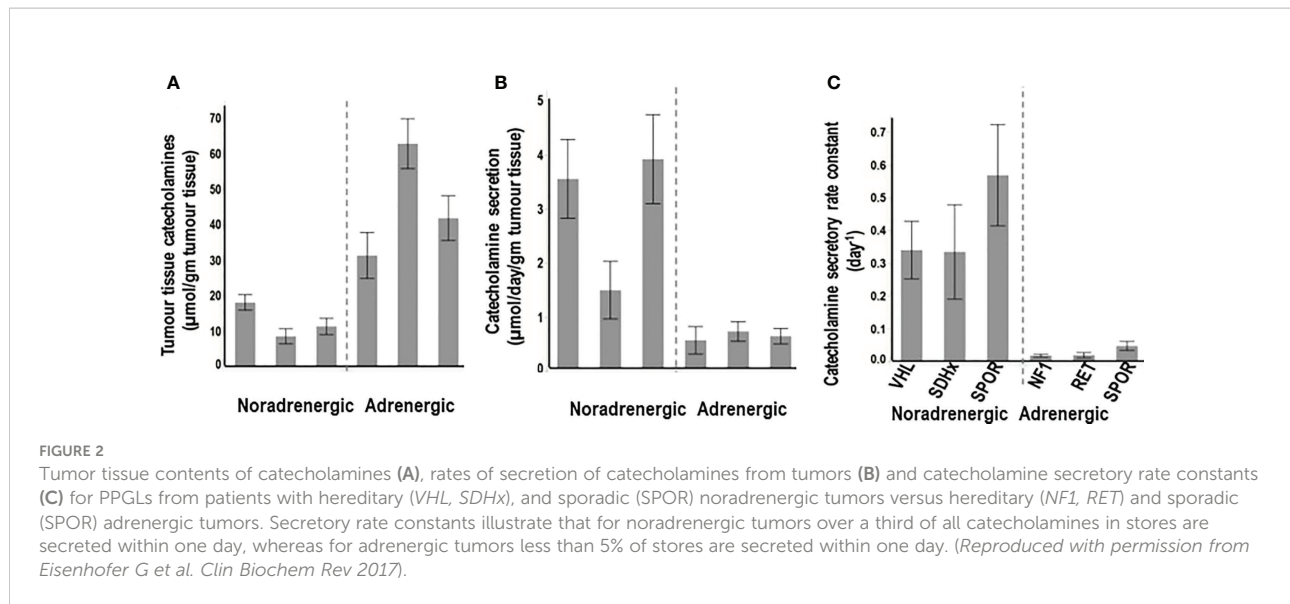 A
Tumour tissue catecholamines
(µmol/gm tumour tissue)
70
60
50
40
30
20
10
0
Noradrenergic Adrenergic
B
Catecholamine secretion
(µmol/day/gm tumour tissue)
5
4
3
2
1
0
Noradrenergic Adrenergic
C
Catecholamine secretory rate constant
(day-1)
0.7
0.6
0.5
0.4
0.3
0.2
0.1
0.0
VHL
SDHx
SPOR
NF1
RET
SPOR
Noradrenergic Adrenergic
FIGURE 2
Tumor tissue contents of catecholamines (A), rates of secretion of catecholamines from tumors (B) and catecholamine secretory rate constants
(C) for PPGLs from patients with hereditary (VHL, SDHx), and sporadic (SPOR) noradrenergic tumors versus hereditary (NF1, RET) and sporadic
(SPOR) adrenergic tumors. Secretory rate constants illustrate that for noradrenergic tumors over a third of all catecholamines in stores are
secreted within one day, whereas for adrenergic tumors less than 5% of stores are secreted within one day. (Reproduced with permission from
Eisenhofer G et al. Clin Biochem Rev 2017).